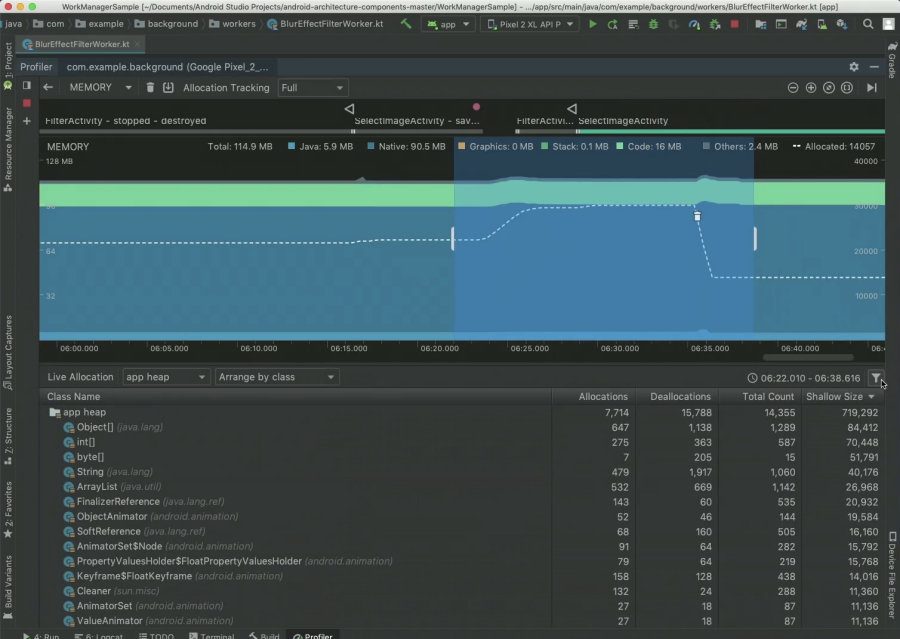 WorkManagerSample [~/Documents/Android Studio Projects/android-architecture-components-master/WorkManagerSample] - .../app/src/main/java/com/example/background/workers/BlurEffectFilterWorker.kt [app]
java com example background workers BlurEffectFilterWorker.kt app Pixel 2 XL API P
BlurEffectFilterWorker.kt
Profiler com.example.background (Google Pixel_2_...
MEMORY Allocation Tracking Full
FilterActivity - stopped - destroyed SelectImageActivity - sav... FilterActivi... SelectImageActivity
MEMORY Total: 114.9 MB Java: 5.9 MB Native: 90.5 MB Graphics: 0 MB Stack: 0.1 MB Code: 16 MB Others: 2.4 MB Allocated: 14057
128 MB 40000
96 30000
64 20000
32 10000
06:00.000 06:05.000 06:10.000 06:15.000 06:20.000 06:25.000 06:30.000 06:35.000 06:40.000 06:4
Live Allocation app heap Arrange by class 06:22.010 - 06:38.616
Class Name Allocations Deallocations Total Count Shallow Size
app heap 7,714 15,788 14,355 719,292
Object[] (java.lang) 647 1,138 1,289 84,412
int[] 275 363 587 70,448
byte[] 7 205 15 51,791
String (java.lang) 479 1,917 1,060 40,176
ArrayList (java.util) 532 669 1,142 26,968
FinalizerReference (java.lang.ref) 143 60 535 20,932
ObjectAnimator (android.animation) 52 46 144 19,584
SoftReference (java.lang.ref) 68 160 505 16,160
AnimatorSet$Node (android.animation) 91 64 282 15,792
PropertyValuesHolder$FloatPropertyValuesHolder (android.animation) 79 64 219 15,768
Keyframe$FloatKeyframe (android.animation) 158 128 438 14,016
Cleaner (sun.misc) 132 24 288 11,360
AnimatorSet (android.animation) 27 18 87 11,136
ValueAnimator (android.animation) 27 18 87 11,136
4: Run 6: Logcat TODO Terminal Build Profiler
1: Project
Resource Manager
Layout Captures
Z: Structure
2: Favorites
Build Variants
Gradle
Device File Explorer